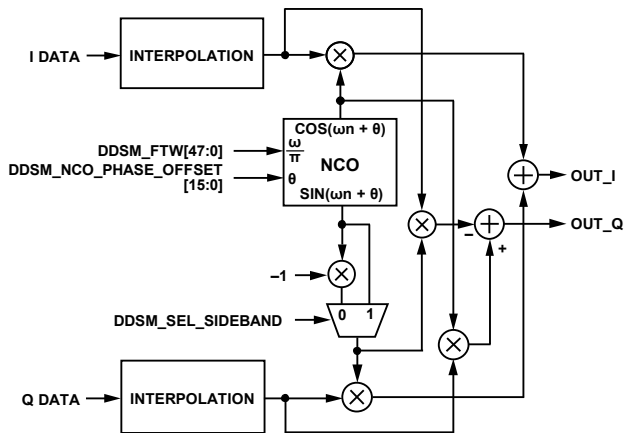 I DATA
INTERPOLATION
COS(ωn + θ)
DDSM_FTW[47:0]
ω
π
NCO
DDSM_NCO_PHASE_OFFSET
[15:0]
θ
SIN(ωn + θ)
OUT_I
–
+
OUT_Q
–1
0
1
DDSM_SEL_SIDEBAND
Q DATA
INTERPOLATION